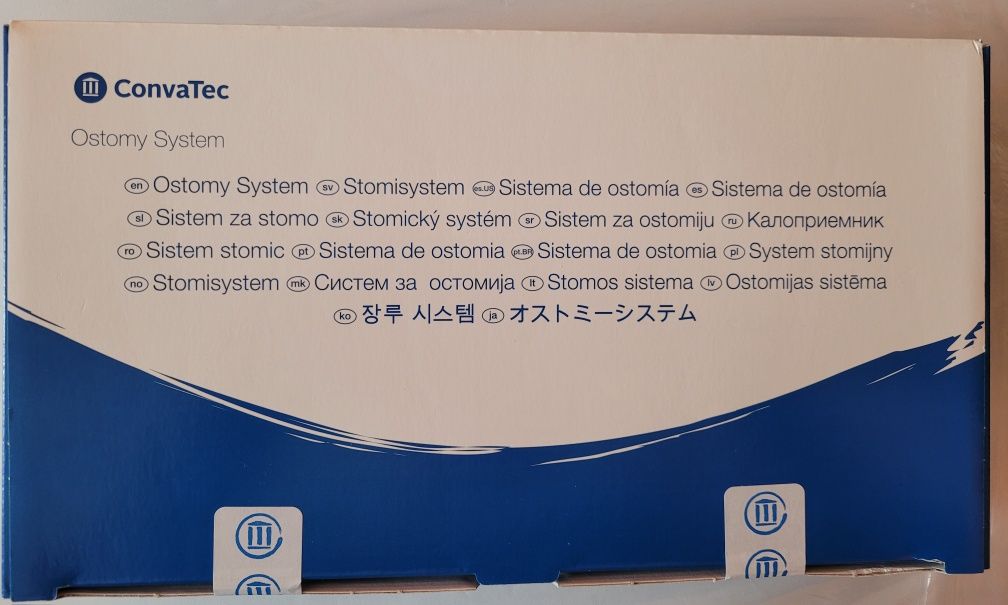 ConvaTec
Ostomy System
en Ostomy System sv Stomisystem es.US Sistema de ostomía es Sistema de ostomía
sl Sistem za stomo sk Stomický systém sr Sistem za ostomiju ru Калоприемник
ro Sistem stomic pt Sistema de ostomia pt.BR Sistema de ostomia pl System stomijny
no Stomisystem mk Систем за остомија lt Stomos sistema lv Ostomijas sistēma
ko 장루 시스템 ja オストミーシステム